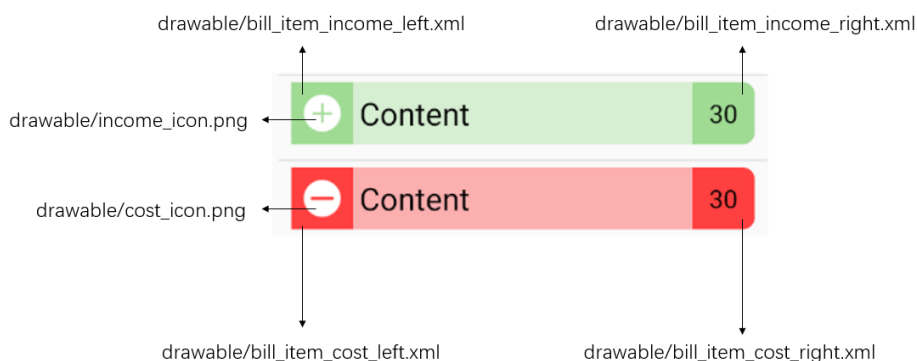 drawable/bill_item_income_left.xml
drawable/bill_item_income_right.xml
drawable/income_icon.png
Content
30
drawable/cost_icon.png
Content
30
drawable/bill_item_cost_left.xml
drawable/bill_item_cost_right.xml